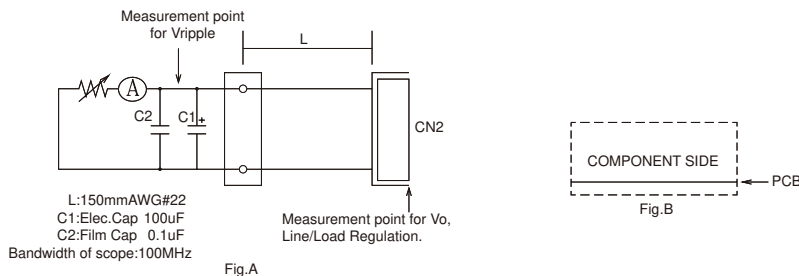 Measurement point
for Vripple
L
A
C2
C1
+
CN2
L:150mmAWG#22
C1:Elec.Cap 100uF
C2:Film Cap 0.1uF
Bandwidth of scope:100MHz
Measurement point for Vo,
Line/Load Regulation.
Fig.A
COMPONENT SIDE
PCB
Fig.B